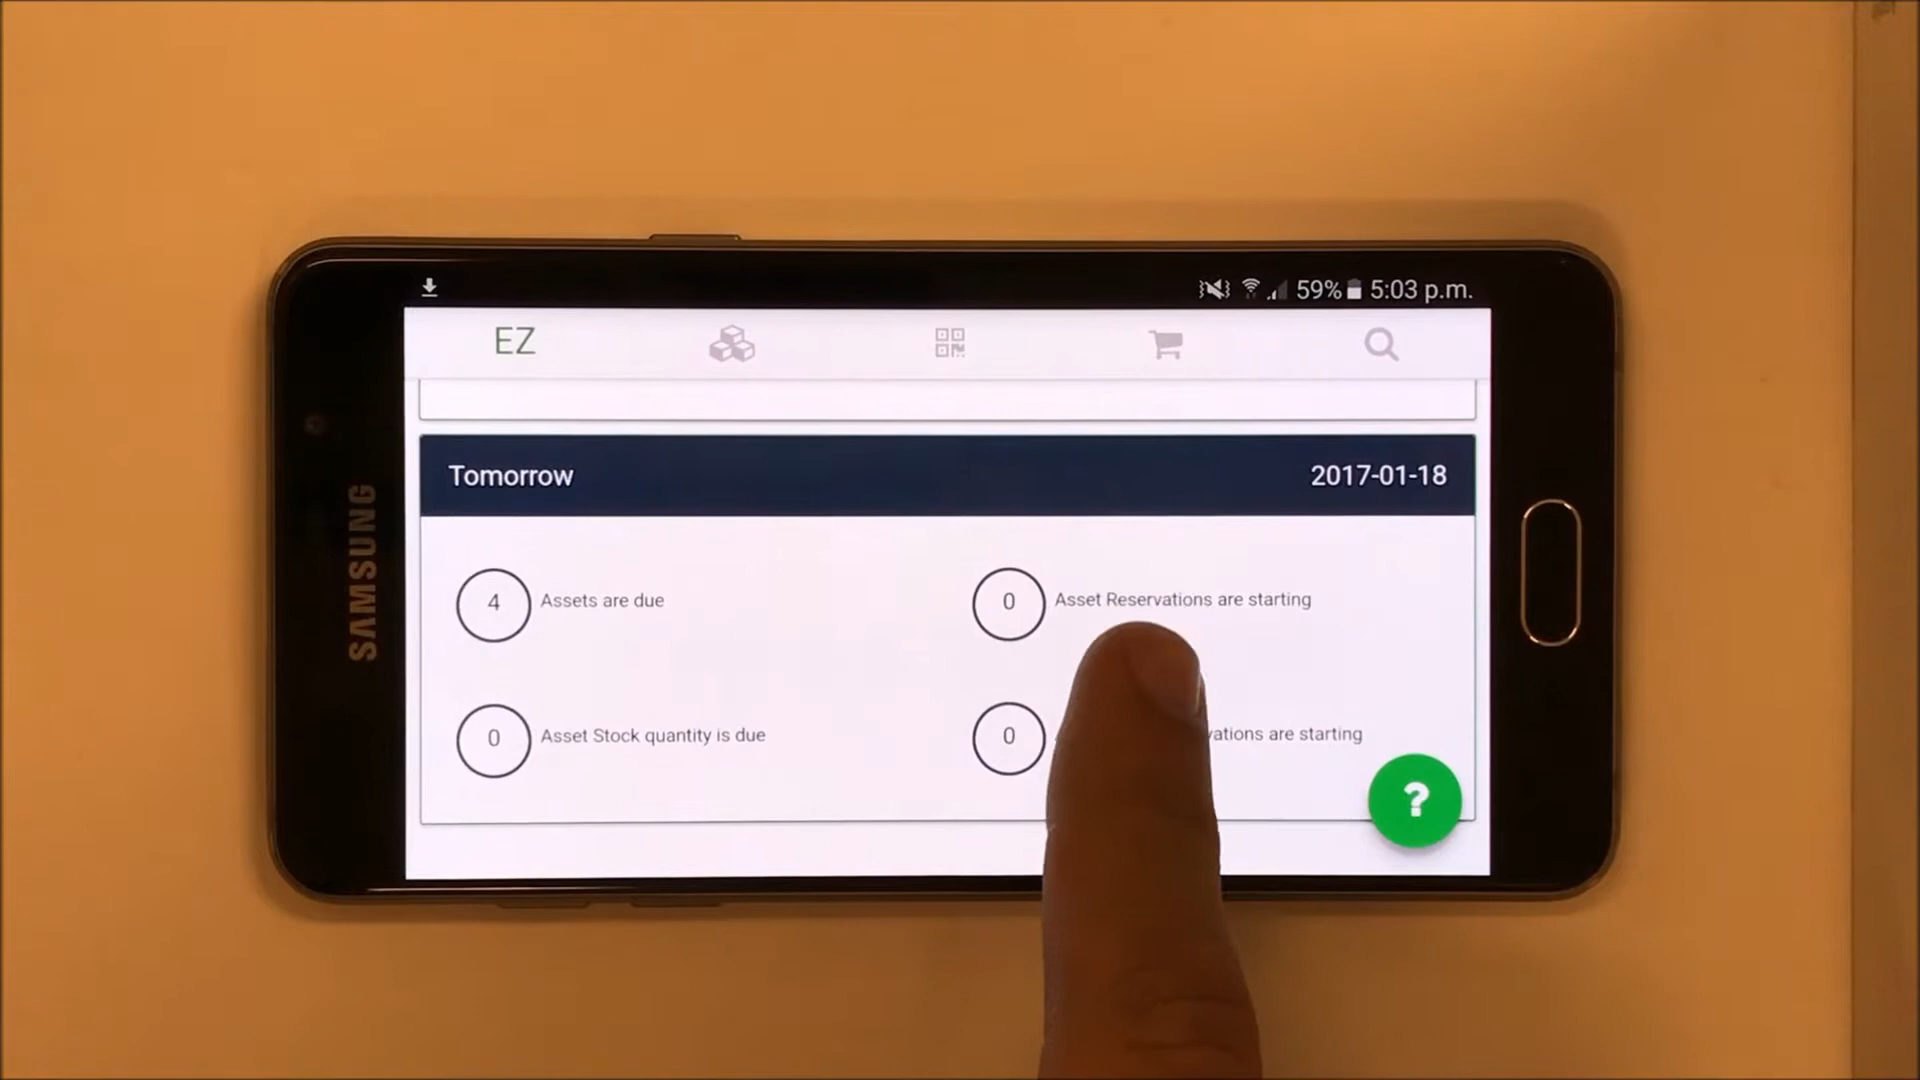 SAMSUNG
59% 5:03 p.m.
EZ
Tomorrow 2017-01-18
4 Assets are due
0 Asset Reservations are starting
0 Asset Stock quantity is due
0 are starting
?